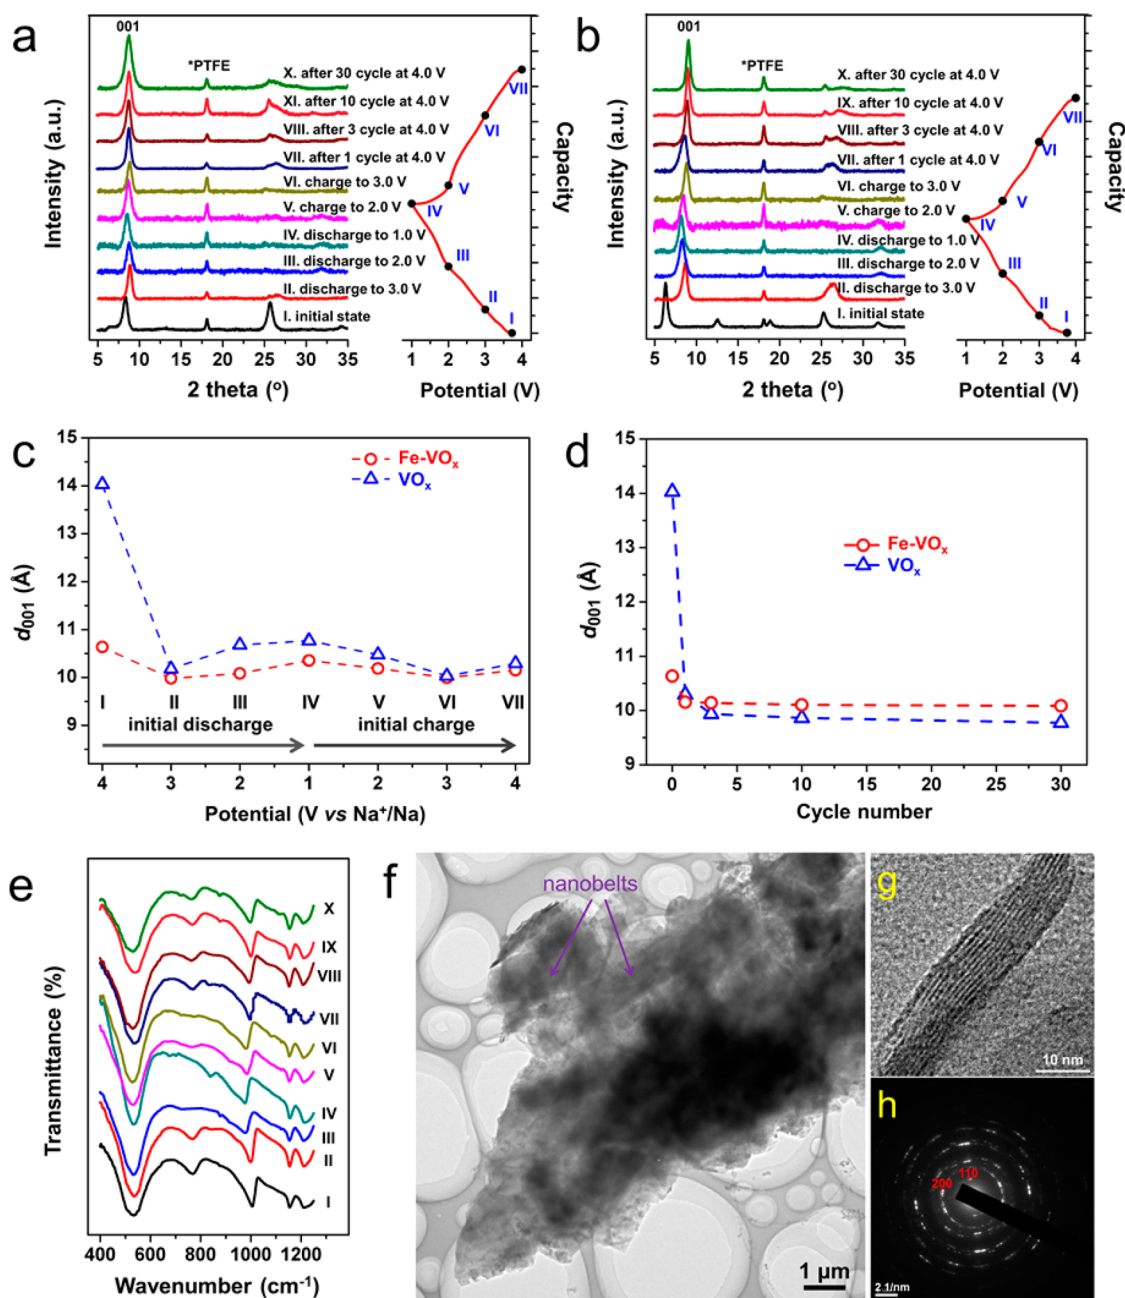 a
001
*PTFE
X. after 30 cycle at 4.0 V
XI. after 10 cycle at 4.0 V
VIII. after 3 cycle at 4.0 V
VII. after 1 cycle at 4.0 V
VI. charge to 3.0 V
V. charge to 2.0 V
IV. discharge to 1.0 V
III. discharge to 2.0 V
II. discharge to 3.0 V
I. initial state
Intensity (a.u.)
5 10 15 20 25 30 35
2 theta (º)
VII
VI
V
IV
III
II
I
1 2 3 4
Potential (V)
Capacity
b
001
*PTFE
X. after 30 cycle at 4.0 V
IX. after 10 cycle at 4.0 V
VIII. after 3 cycle at 4.0 V
VII. after 1 cycle at 4.0 V
VI. charge to 3.0 V
V. charge to 2.0 V
IV. discharge to 1.0 V
III. discharge to 2.0 V
II. discharge to 3.0 V
I. initial state
Intensity (a.u.)
5 10 15 20 25 30 35
2 theta (º)
VII
VI
V
IV
III
II
I
1 2 3 4
Potential (V)
Capacity
c
Fe-VOx
VOx
15
14
13
12
11
10
9
d001 (Å)
I II III IV V VI VII
initial discharge initial charge
4 3 2 1 2 3 4
Potential (V vs Na+/Na)
d
Fe-VOx
VOx
15
14
13
12
11
10
9
d001 (Å)
0 5 10 15 20 25 30
Cycle number
e
X
IX
VIII
VII
VI
V
IV
III
II
I
Transmittance (%)
400 600 800 1000 1200
Wavenumber (cm-1)
f
nanobelts
1 µm
g
10 nm
h
110
200
2 1/nm